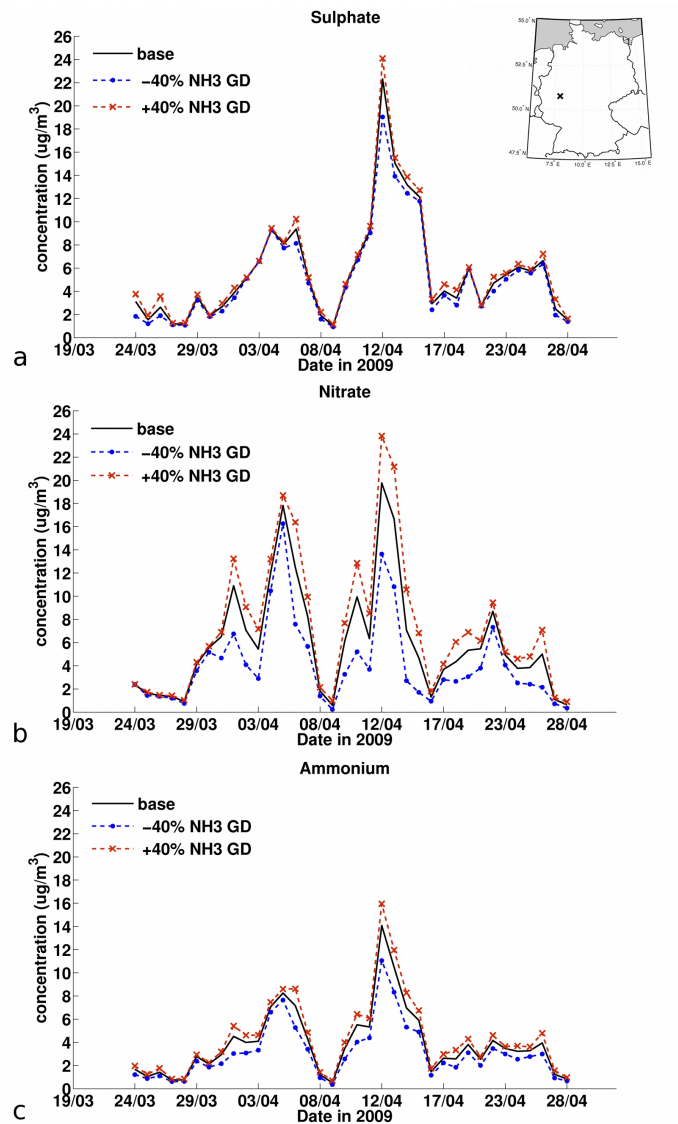 Sulphate
26
24
22
20
18
16
14
12
10
8
6
4
2
0
concentration (ug/m³)
base
−40% NH3 GD
+40% NH3 GD
55.0° N
52.5° N
50.0° N
47.5° N
7.5° E 10.0° E 12.5° E 15.0° E
19/03 24/03 29/03 03/04 08/04 12/04 17/04 23/04 28/04
Date in 2009
a
Nitrate
26
24
22
20
18
16
14
12
10
8
6
4
2
0
concentration (ug/m³)
base
−40% NH3 GD
+40% NH3 GD
19/03 24/03 29/03 03/04 08/04 12/04 17/04 23/04 28/04
Date in 2009
b
Ammonium
26
24
22
20
18
16
14
12
10
8
6
4
2
0
concentration (ug/m³)
base
−40% NH3 GD
+40% NH3 GD
19/03 24/03 29/03 03/04 08/04 12/04 17/04 23/04 28/04
Date in 2009
c